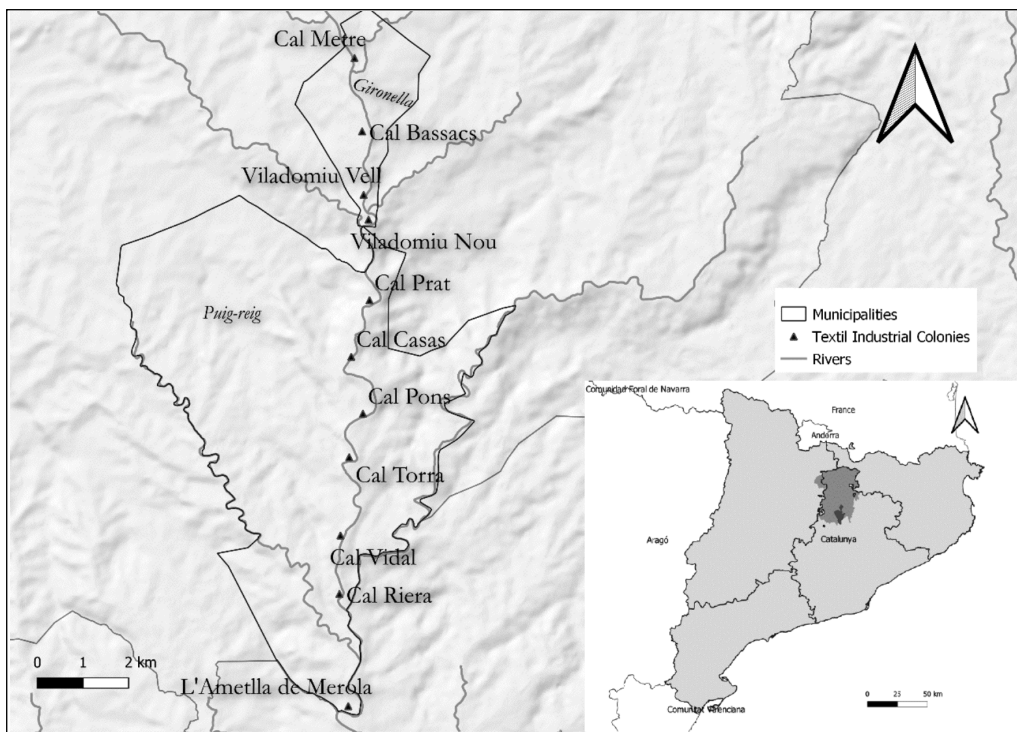 Cal Metre
Gironella
Cal Bassacs
Viladomiu Vell
Viladomiu Nou
Cal Prat
Puig-reig
Cal Casas
Cal Pons
Cal Torra
Cal Vidal
Cal Riera
L'Ametlla de Merola
0 1 2 km
Municipalities
Textil Industrial Colonies
Rivers
Comunidad Foral de Navarra
France
Andorra
Aragó
Catalunya
Comunitat Valenciana
0 25 50 km